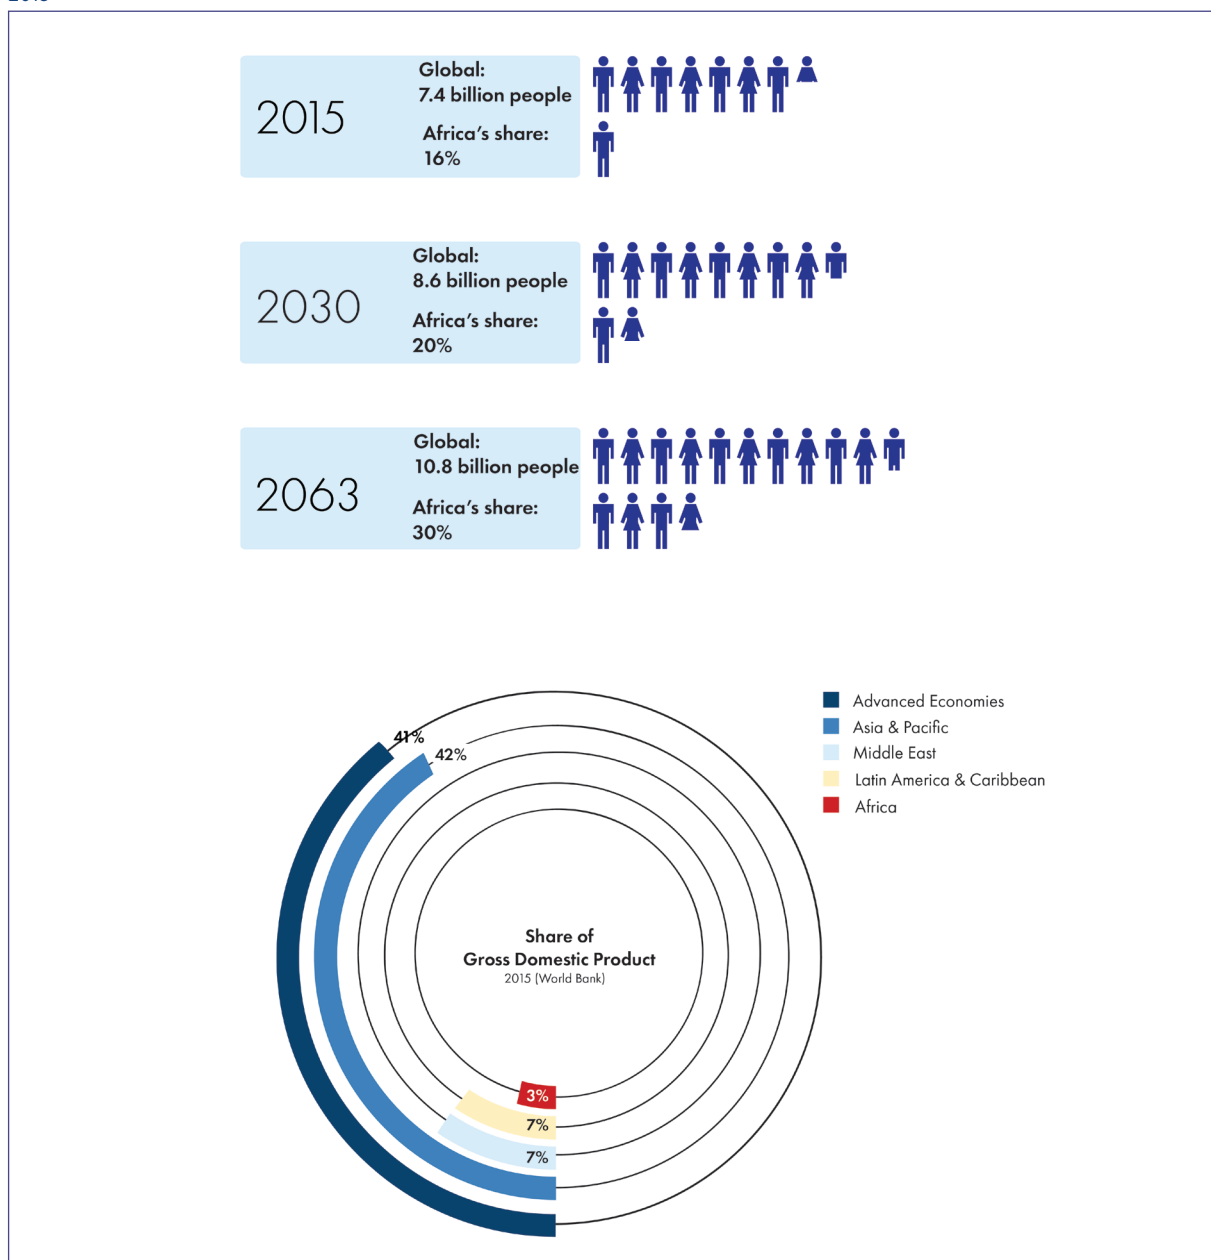 2015
Global:
7.4 billion people
Africa's share:
16%
2030
Global:
8.6 billion people
Africa's share:
20%
2063
Global:
10.8 billion people
Africa's share:
30%
Advanced Economies
Asia & Pacific
Middle East
Latin America & Caribbean
Africa
41%
42%
Share of
Gross Domestic Product
2015 (World Bank)
3%
7%
7%